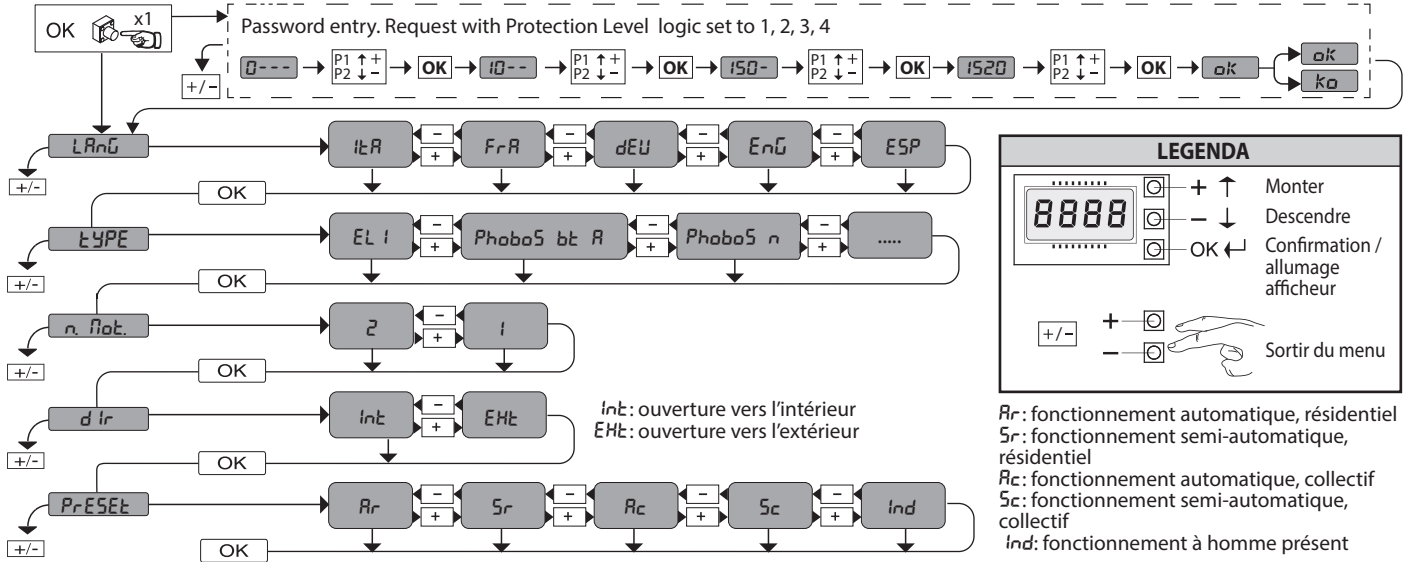 OK x1
Password entry. Request with Protection Level logic set to 1, 2, 3, 4
+/-
0--- P1 ↑ + P2 ↓ − OK 10-- P1 ↑ + P2 ↓ − OK 150- P1 ↑ + P2 ↓ − OK 1520 P1 ↑ + P2 ↓ − OK oK oK
Ko
LAnG ItA − + FrA − + dEU − + EnG − + ESP
+/-
OK
tYPE ELI − + PhoboS bt A − + PhoboS n − + .....
+/-
OK
n. Mot. 2 − + 1
+/-
OK
dir Int − + EHt
+/-
OK
Int: ouverture vers l'intérieur
EHt: ouverture vers l'extérieur
PrESEt Ar − + Sr − + Ac − + Sc − + Ind
+/-
OK
LEGENDA
8888
+ ↑ Monter
− ↓ Descendre
OK ↵ Confirmation /
allumage
afficheur
+/- + −
Sortir du menu
Ar: fonctionnement automatique, résidentiel
Sr: fonctionnement semi-automatique,
résidentiel
Ac: fonctionnement automatique, collectif
Sc: fonctionnement semi-automatique,
collectif
Ind: fonctionnement à homme présent